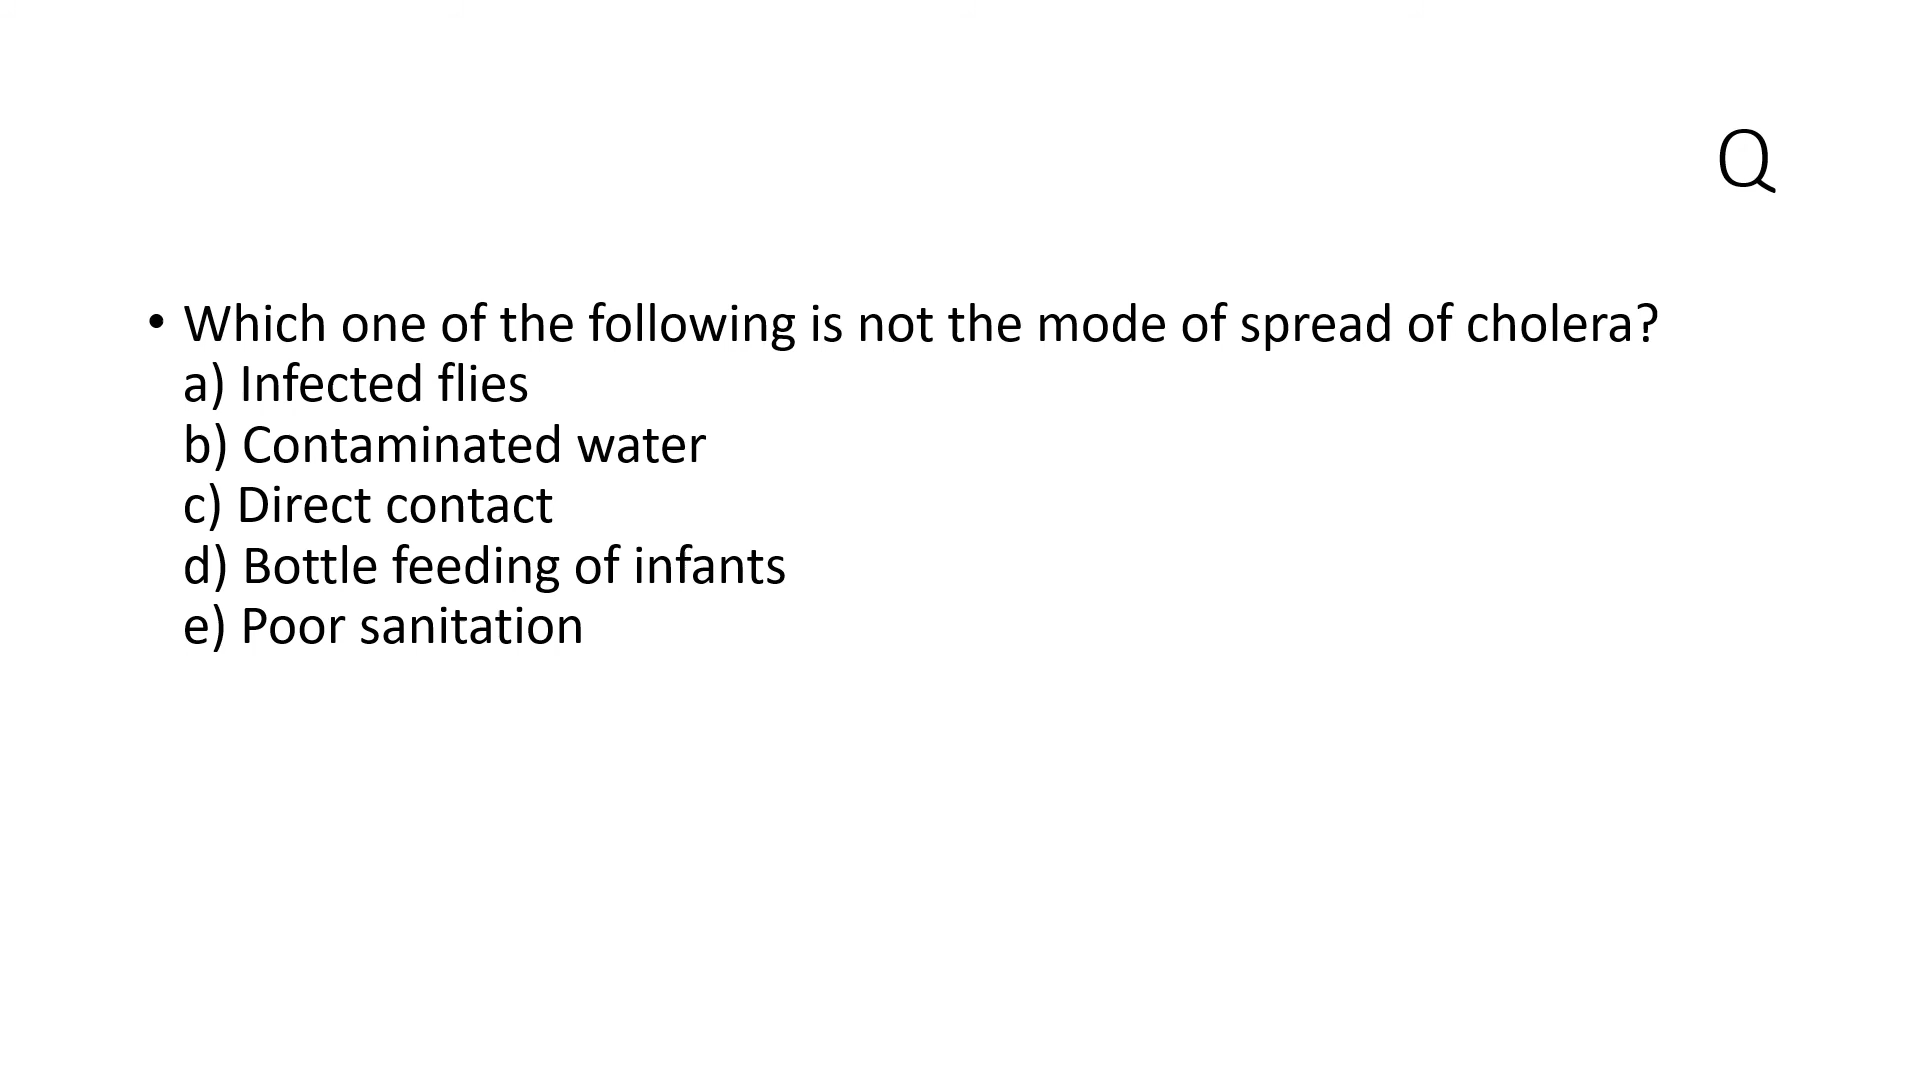 Q
• Which one of the following is not the mode of spread of cholera?
a) Infected flies
b) Contaminated water
c) Direct contact
d) Bottle feeding of infants
e) Poor sanitation